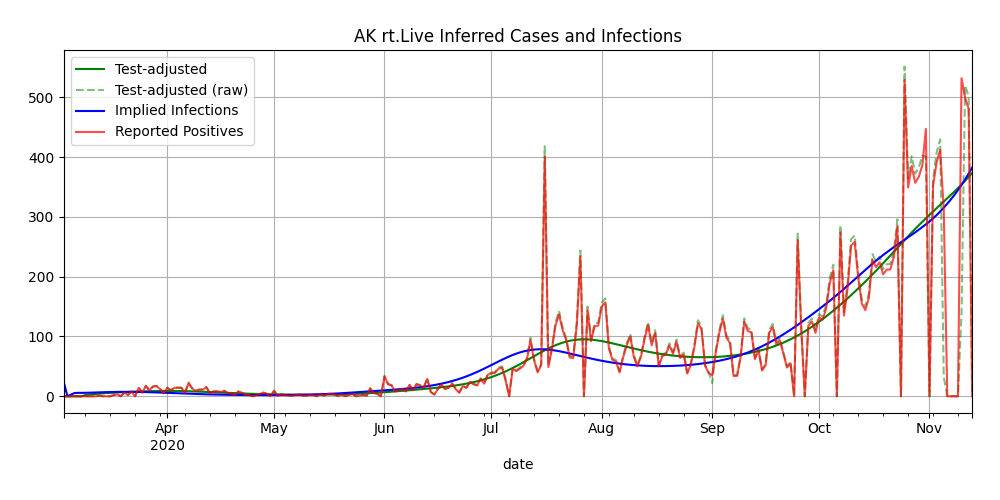 AK rt.Live Inferred Cases and Infections
Test-adjusted
Test-adjusted (raw)
Implied Infections
Reported Positives
500
400
300
200
100
0
Apr May Jun Jul Aug Sep Oct Nov
2020
date